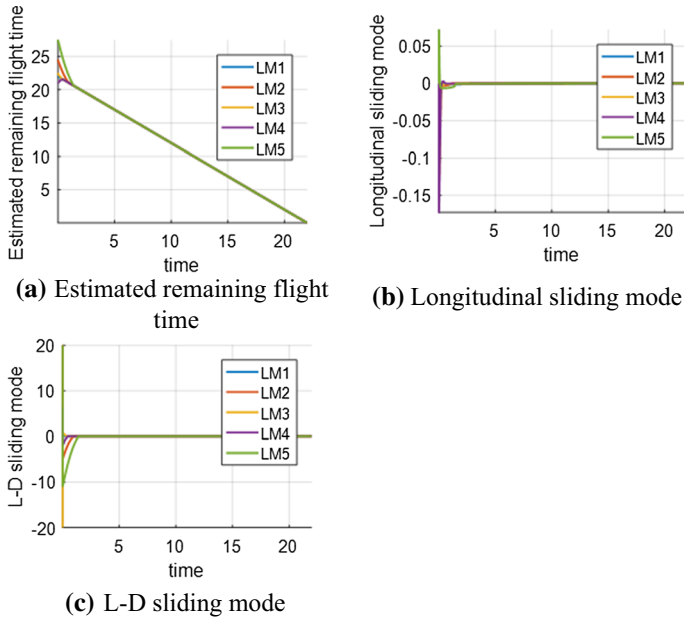 Estimated remaining flight time
25
20
15
10
5
LM1
LM2
LM3
LM4
LM5
5 10 15 20
time
(a) Estimated remaining flight
time
Longitudinal sliding mode
0.05
0
-0.05
-0.1
-0.15
LM1
LM2
LM3
LM4
LM5
5 10 15 20
time
(b) Longitudinal sliding mode
L-D sliding mode
20
10
0
-10
-20
LM1
LM2
LM3
LM4
LM5
5 10 15 20
time
(c) L-D sliding mode